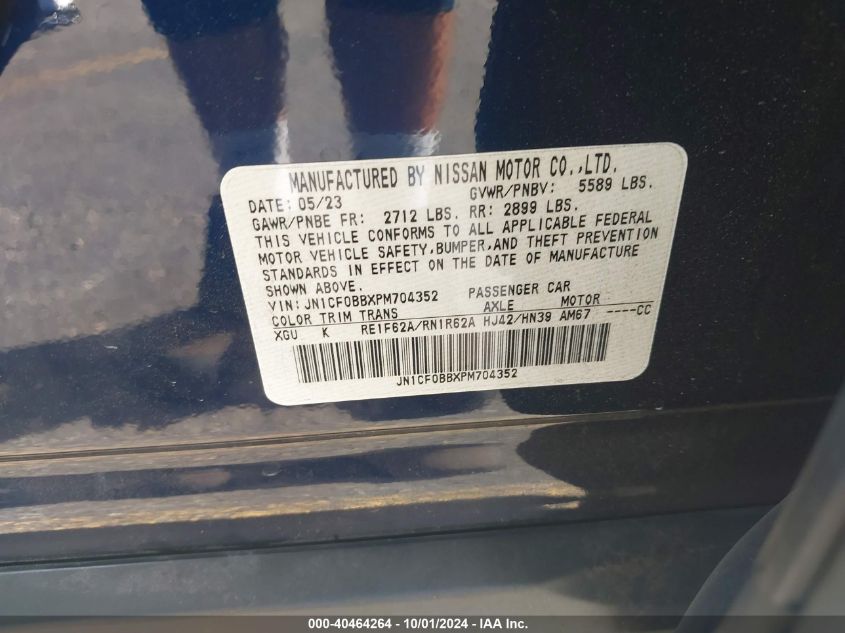 MANUFACTURED BY NISSAN MOTOR CO.,LTD.
DATE: 05/23 GVWR/PNBV: 5589 LBS.
GAWR/PNBE FR: 2712 LBS. RR: 2899 LBS.
THIS VEHICLE CONFORMS TO ALL APPLICABLE FEDERAL
MOTOR VEHICLE SAFETY,BUMPER,AND THEFT PREVENTION
STANDARDS IN EFFECT ON THE DATE OF MANUFACTURE
SHOWN ABOVE.
VIN: JN1CF0BBXPM704352 PASSENGER CAR
COLOR TRIM TRANS AXLE MOTOR
XGU K RE1F62A/RN1R62A HJ42/HN39 AM67 ----CC
JN1CF0BBXPM704352
000-40464264 - 10/01/2024 - IAA Inc.